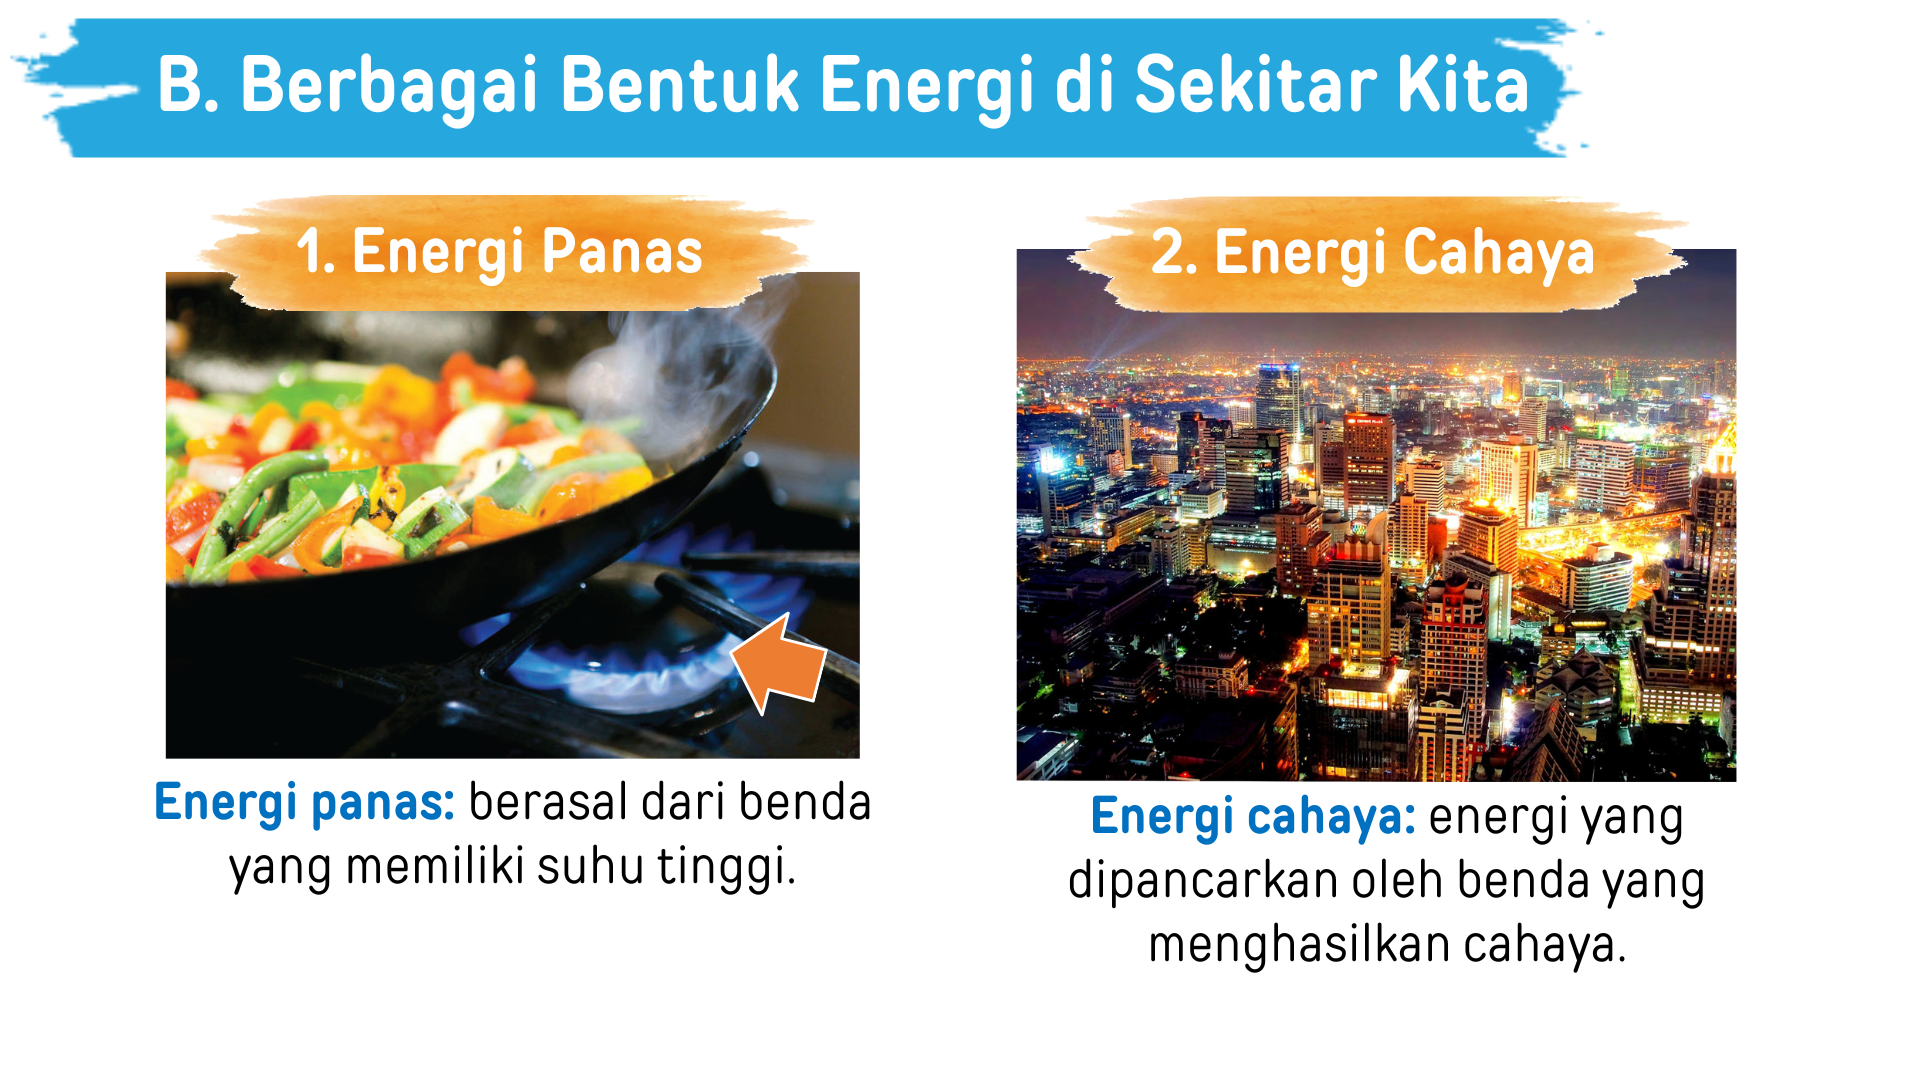 B. Berbagai Bentuk Energi di Sekitar Kita
1. Energi Panas
Energi panas: berasal dari benda
yang memiliki suhu tinggi.
2. Energi Cahaya
Energi cahaya: energi yang
dipancarkan oleh benda yang
menghasilkan cahaya.